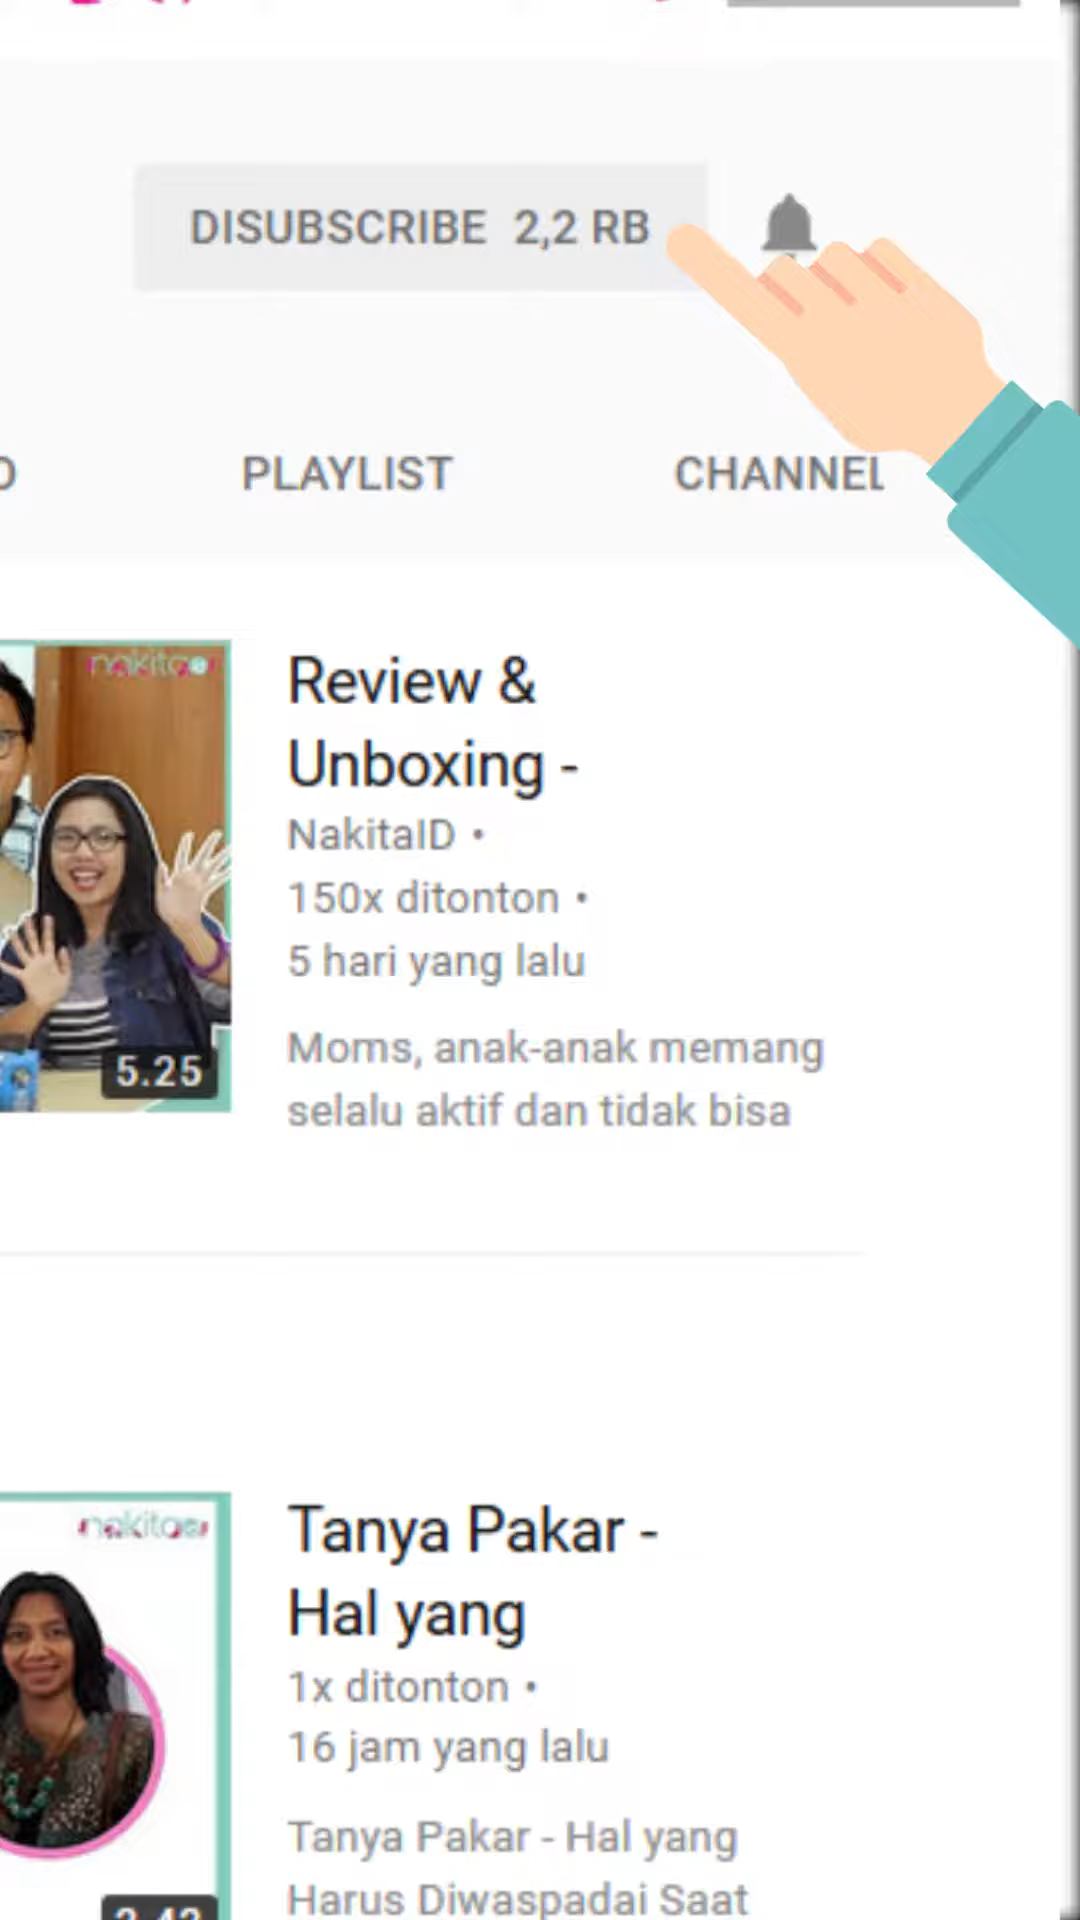 DISUBSCRIBE 2,2 RB
PLAYLIST
CHANNEL
nakita
Review &
Unboxing -
NakitaID •
150x ditonton •
5 hari yang lalu
5.25
Moms, anak-anak memang
selalu aktif dan tidak bisa
nakita
Tanya Pakar -
Hal yang
1x ditonton •
16 jam yang lalu
Tanya Pakar - Hal yang
Harus Diwaspadai Saat